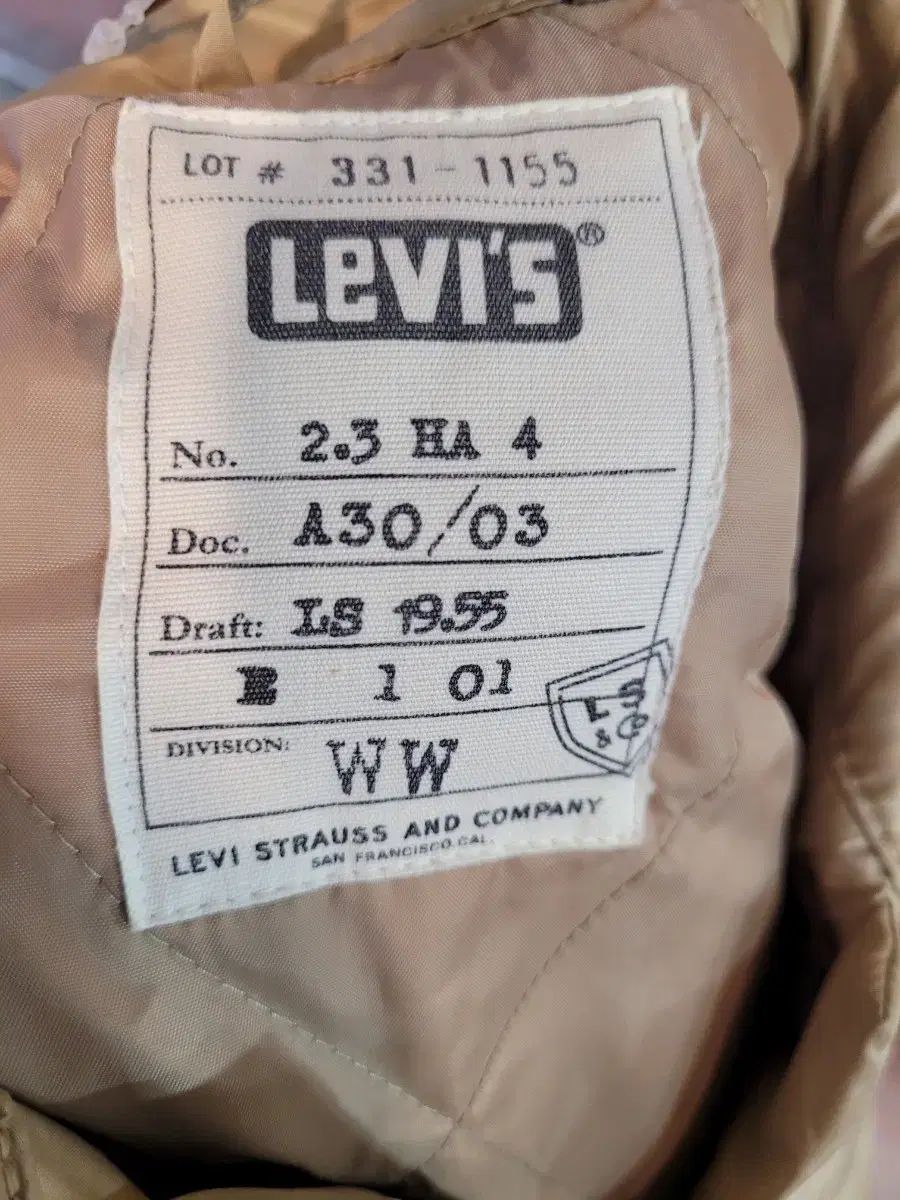 LOT # 331-1155
LEVI'S®
No. 2.3 HA 4
Doc. A30/03
Draft: LS 19.55
E 1 01
L S
& Co
DIVISION: WW
LEVI STRAUSS AND COMPANY
SAN FRANCISCO.CAL.